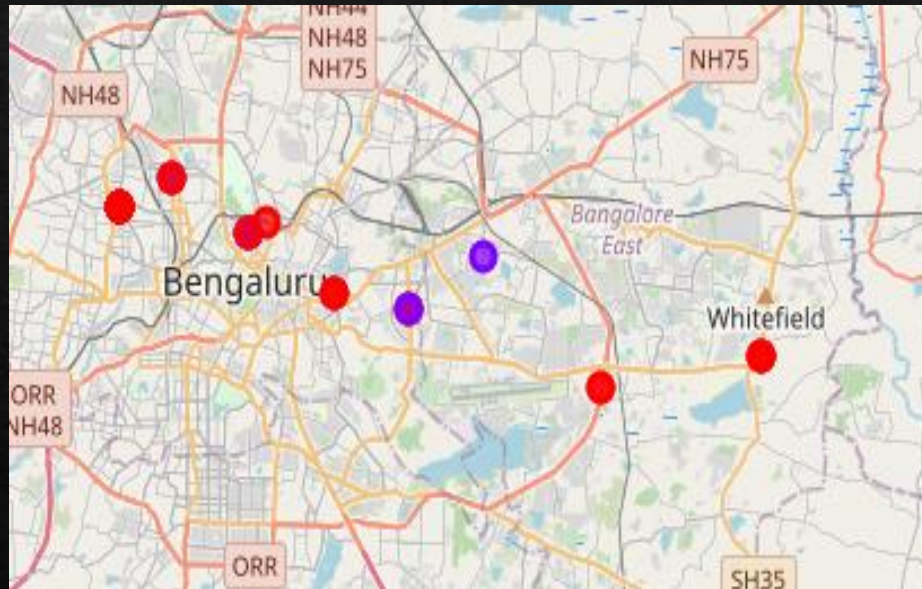 NH44
NH48
NH75
NH75
NH48
Bangalore
East
Bengaluru
Whitefield
ORR
NH48
ORR
SH35